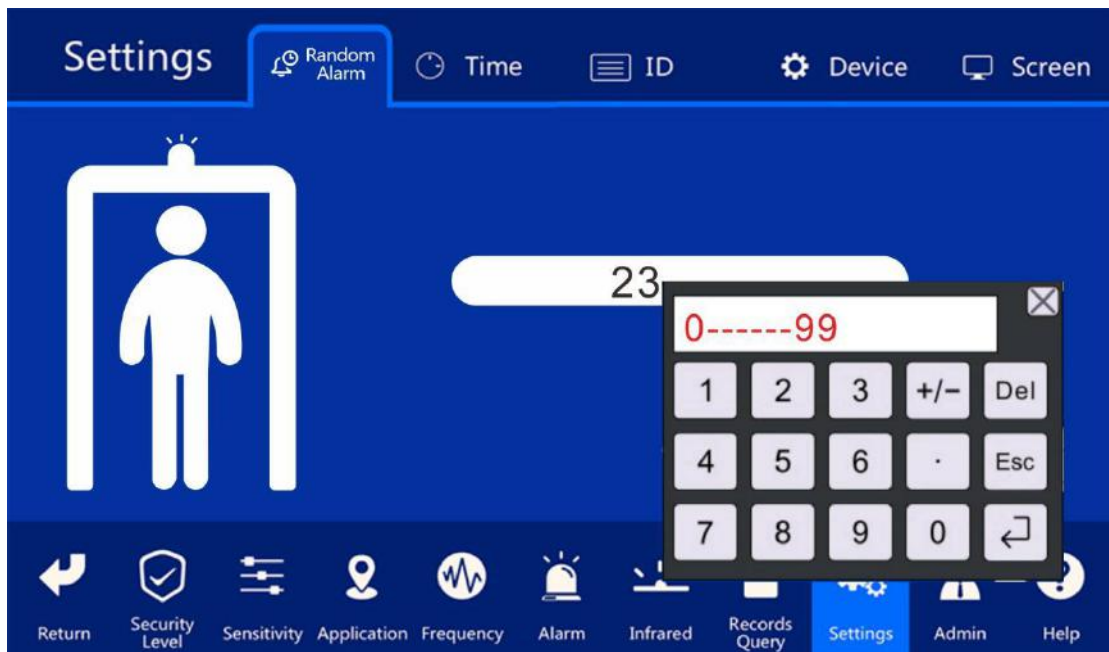 Settings
Random
Alarm
Time
ID
Device
Screen
23
0------99
1 2 3 +/- Del
4 5 6 · Esc
7 8 9 0
Return
Security
Level
Sensitivity
Application
Frequency
Alarm
Infrared
Records
Query
Settings
Admin
Help